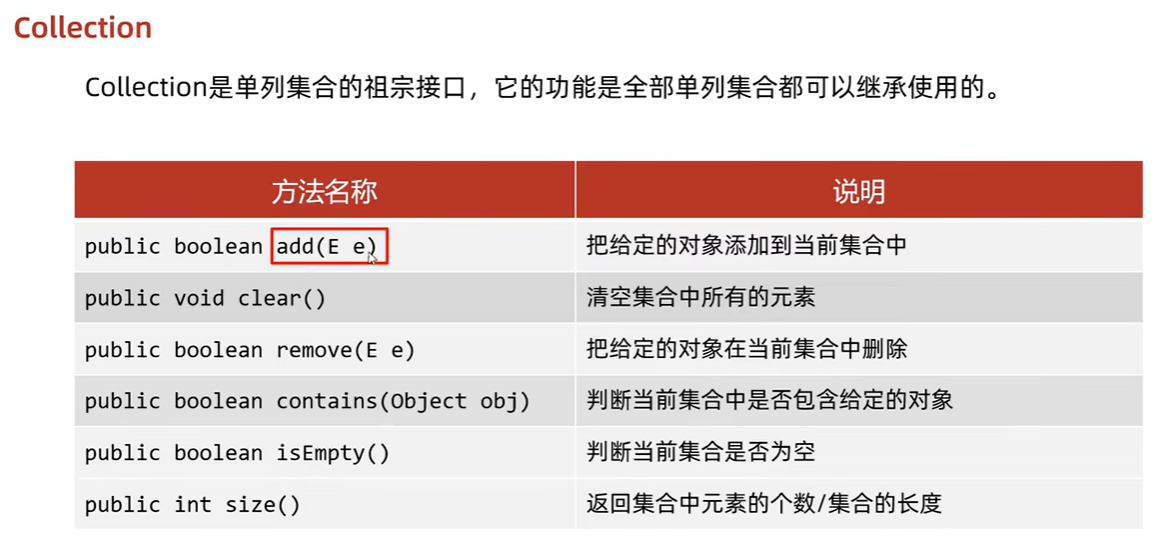 Collection
Collection是单列集合的祖宗接口，它的功能是全部单列集合都可以继承使用的。
方法名称 说明
public boolean add(E e) 把给定的对象添加到当前集合中
public void clear() 清空集合中所有的元素
public boolean remove(E e) 把给定的对象在当前集合中删除
public boolean contains(Object obj) 判断当前集合中是否包含给定的对象
public boolean isEmpty() 判断当前集合是否为空
public int size() 返回集合中元素的个数/集合的长度